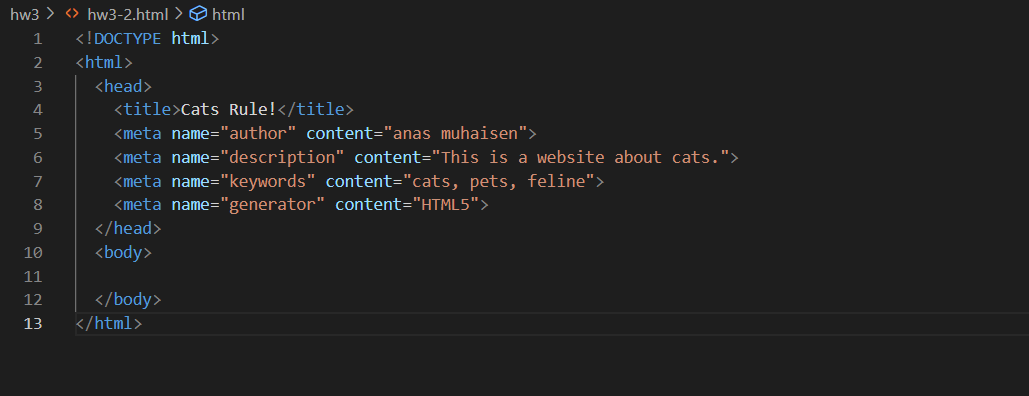 hw3 > <> hw3-2.html > html
1 <!DOCTYPE html>
2 <html>
3   <head>
4     <title>Cats Rule!</title>
5     <meta name="author" content="anas muhaisen">
6     <meta name="description" content="This is a website about cats.">
7     <meta name="keywords" content="cats, pets, feline">
8     <meta name="generator" content="HTML5">
9   </head>
10   <body>
11
12   </body>
13 </html>